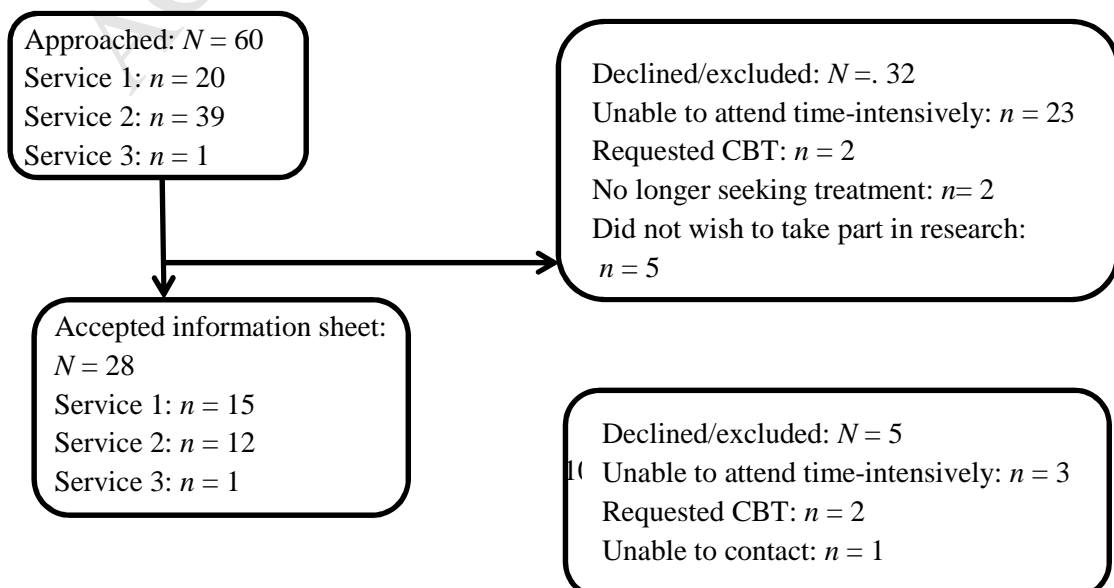 Approached: N = 60
Service 1: n = 20
Service 2: n = 39
Service 3: n = 1
Declined/excluded: N =. 32
Unable to attend time-intensively: n = 23
Requested CBT: n = 2
No longer seeking treatment: n= 2
Did not wish to take part in research:
n = 5
Accepted information sheet:
N = 28
Service 1: n = 15
Service 2: n = 12
Service 3: n = 1
Declined/excluded: N = 5
Unable to attend time-intensively: n = 3
Requested CBT: n = 2
Unable to contact: n = 1